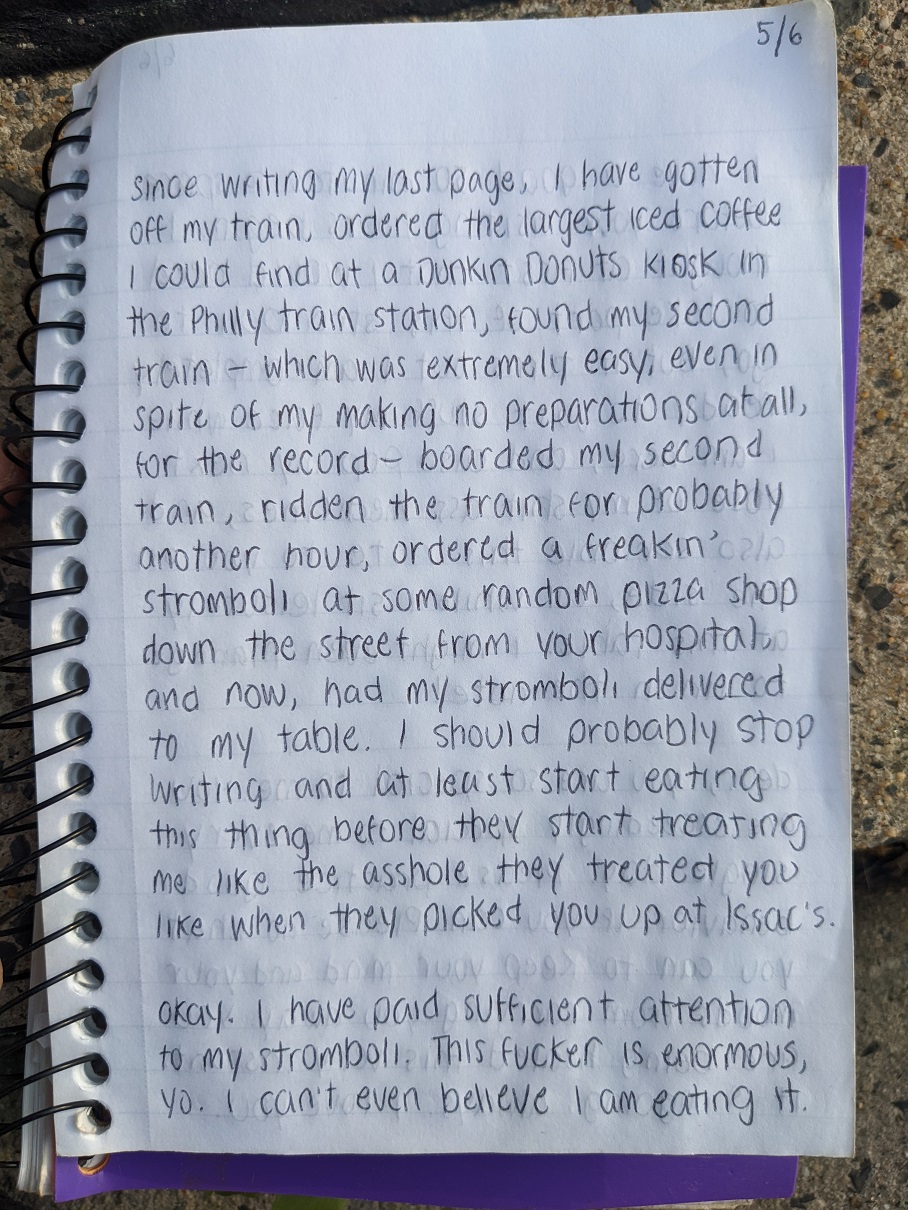 5/6
since writing my last page, I have gotten
off my train, ordered the largest iced coffee
I could find at a Dunkin Donuts kiosk in
the Philly train station, found my second
train – which was extremely easy, even in
spite of my making no preparations at all,
for the record – boarded my second
train, ridden the train for probably
another hour, ordered a freakin'
stromboli at some random pizza shop
down the street from your hospital,
and now, had my stromboli delivered
to my table. I should probably stop
writing and at least start eating
this thing before they start treating
me like the asshole they treated you
like when they picked you up at Issac's.
okay. I have paid sufficient attention
to my stromboli. This fucker is enormous,
yo. I can't even believe I am eating it.